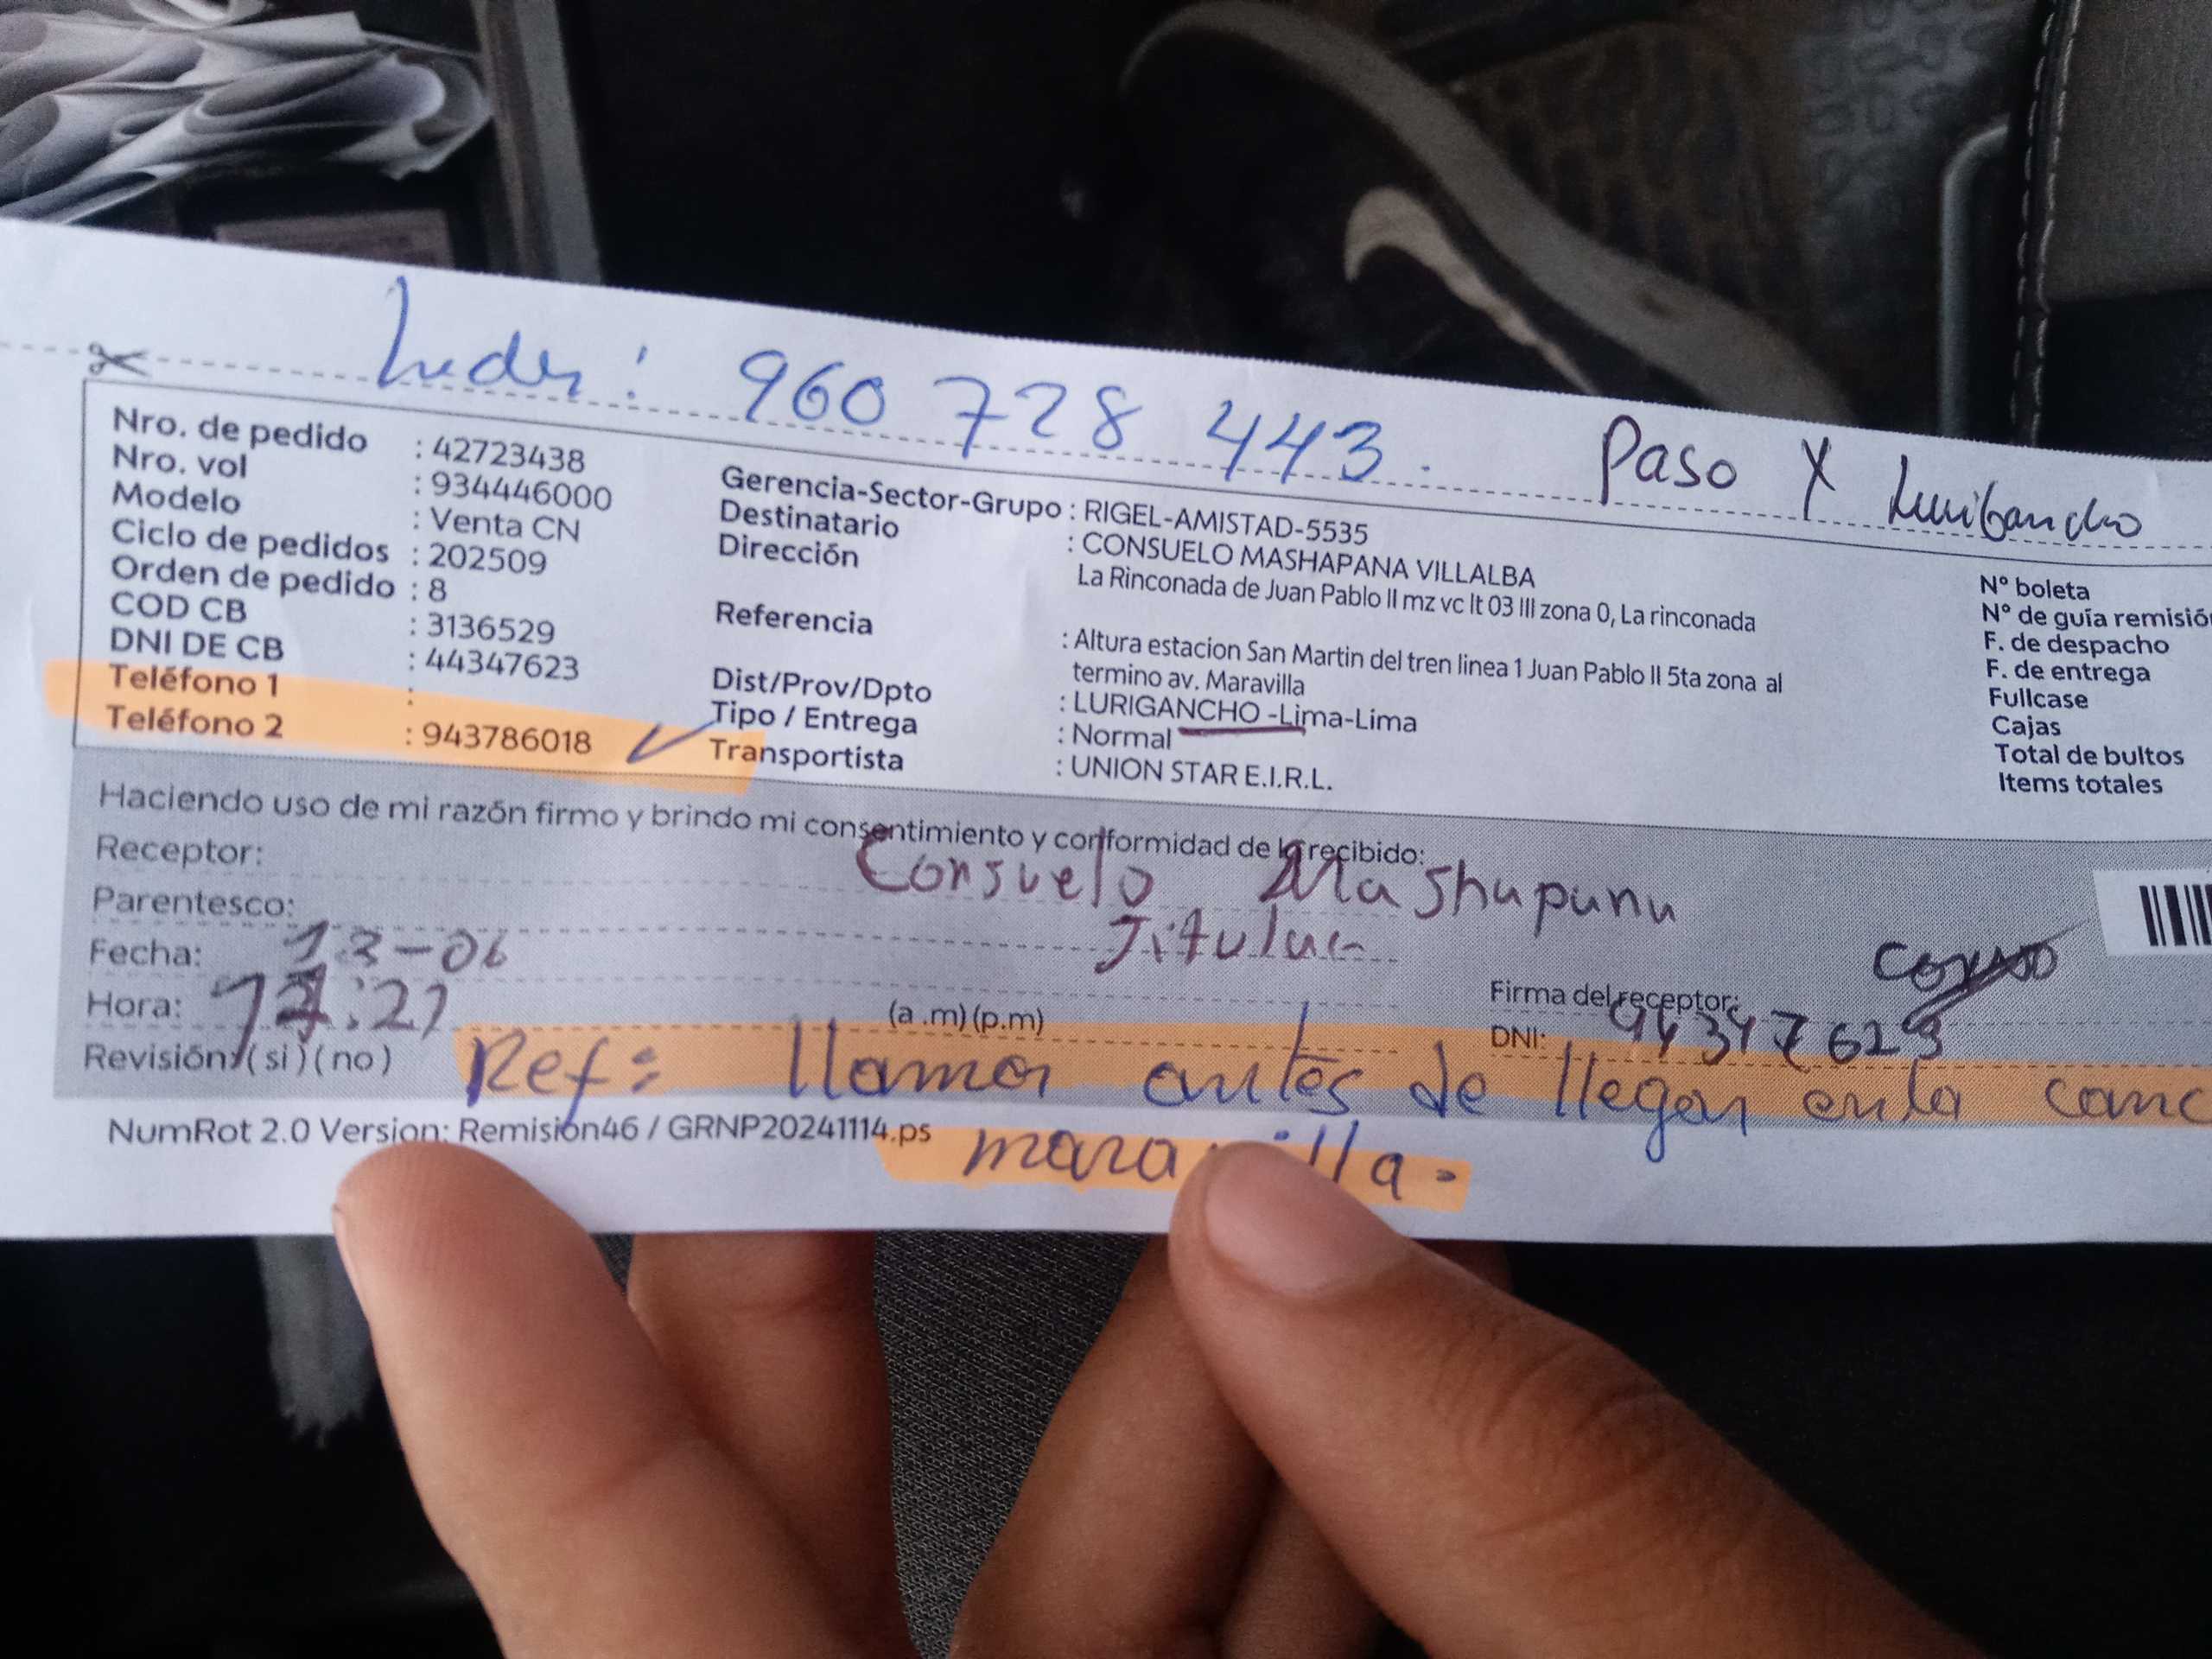 Lider: 960 728 443.
Paso X Lurigancho
Nro. de pedido : 42723438
Nro. vol : 934446000
Modelo : Venta CN
Ciclo de pedidos : 202509
Orden de pedido : 8
COD CB : 3136529
DNI DE CB : 44347623
Teléfono 1 :
Teléfono 2 : 943786018
Gerencia-Sector-Grupo : RIGEL-AMISTAD-5535
Destinatario : CONSUELO MASHAPANA VILLALBA
Dirección La Rinconada de Juan Pablo II mz vc lt 03 III zona 0, La rinconada
Referencia : Altura estacion San Martin del tren linea 1 Juan Pablo II 5ta zona al
termino av. Maravilla
Dist/Prov/Dpto : LURIGANCHO -Lima-Lima
Tipo / Entrega : Normal
Transportista : UNION STAR E.I.R.L.
N° boleta
N° de guía remisió
F. de despacho
F. de entrega
Fullcase
Cajas
Total de bultos
Items totales
Haciendo uso de mi razón firmo y brindo mi consentimiento y conformidad de lo recibido:
Receptor: Consuelo Mashupunu
Parentesco: Titular
Fecha: 13-06
Hora: (a.m) (p.m)
Revisión: (si) (no)
Firma del receptor:
DNI: 44347623
Ref: llamar antes de llegar en la canc
maravilla.
NumRot 2.0 Version: Remisión46 / GRNP20241114.ps